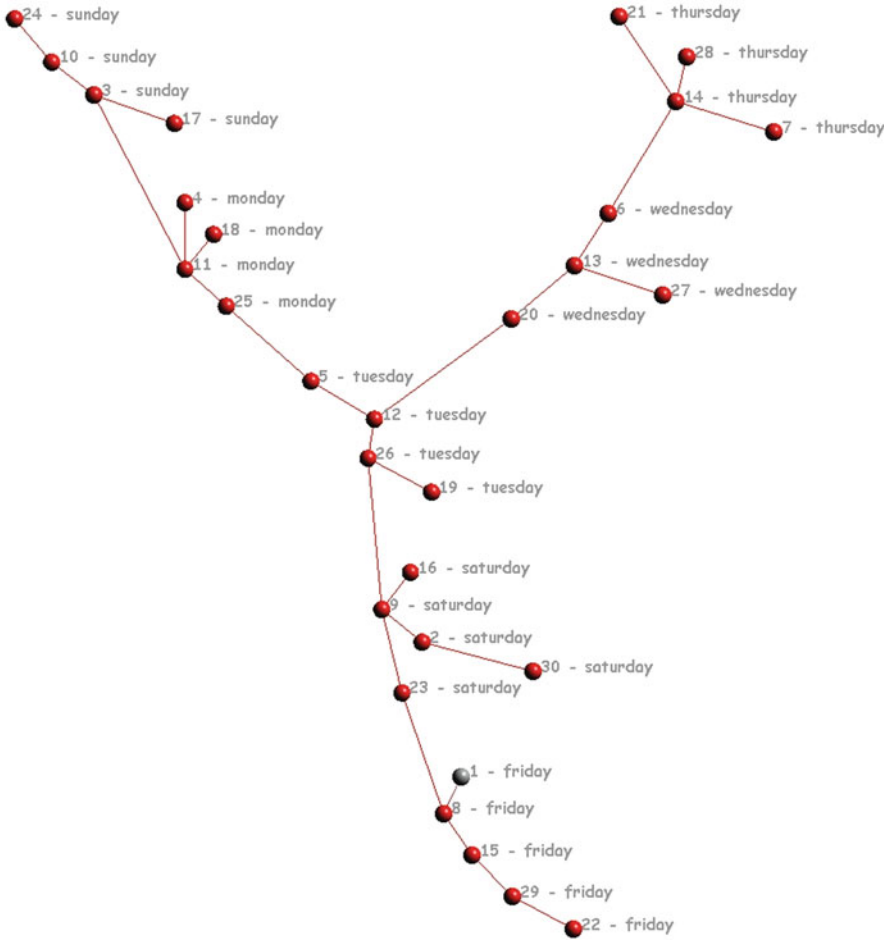 24 - sunday
21 - thursday
10 - sunday
28 - thursday
3 - sunday
14 - thursday
17 - sunday
7 - thursday
4 - monday
6 - wednesday
18 - monday
11 - monday
13 - wednesday
25 - monday
27 - wednesday
20 - wednesday
5 - tuesday
12 - tuesday
26 - tuesday
19 - tuesday
16 - saturday
9 - saturday
2 - saturday
30 - saturday
23 - saturday
1 - friday
8 - friday
15 - friday
29 - friday
22 - friday